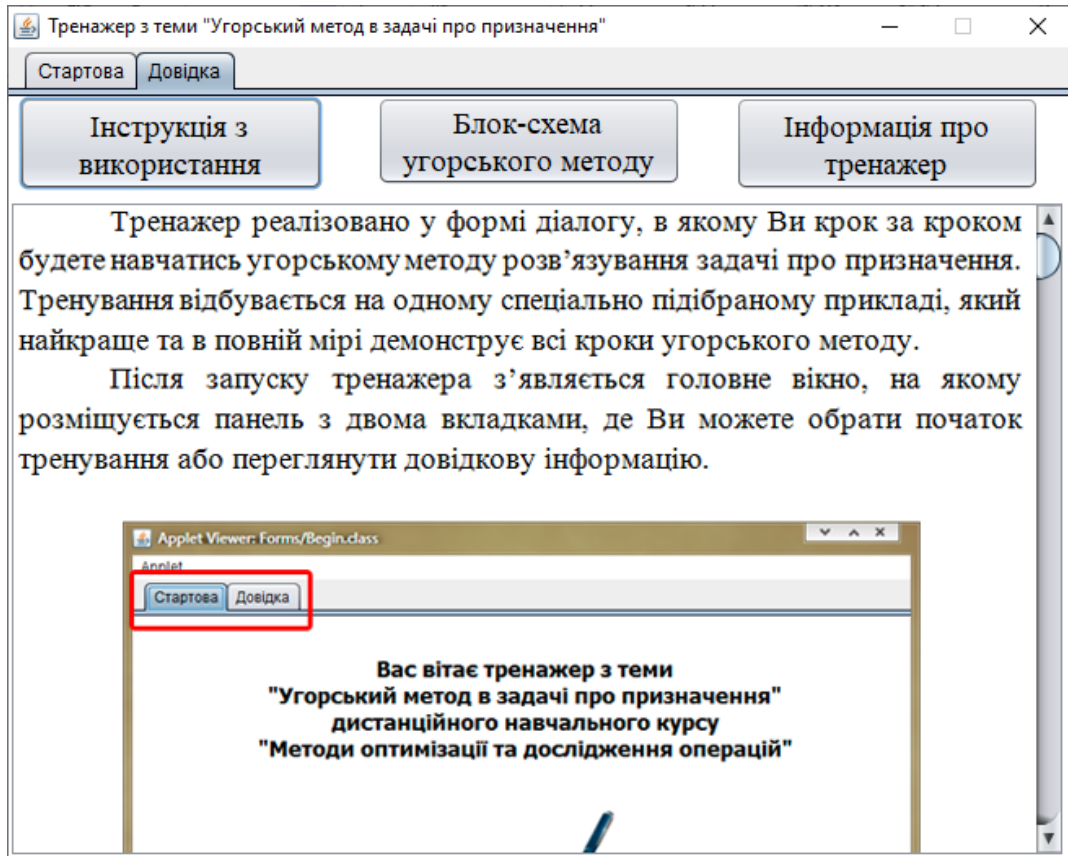 Тренажер з теми "Угорський метод в задачі про призначення"
Стартова Довідка
Інструкція з
використання
Блок-схема
угорського методу
Інформація про
тренажер
Тренажер реалізовано у формі діалогу, в якому Ви крок за кроком
будете навчатись угорському методу розв’язування задачі про призначення.
Тренування відбувається на одному спеціально підібраному прикладі, який
найкраще та в повній мірі демонструє всі кроки угорського методу.
Після запуску тренажера з’являється головне вікно, на якому
розміщується панель з двома вкладками, де Ви можете обрати початок
тренування або переглянути довідкову інформацію.
Applet Viewer: Forms/Begin.class
Applet
Стартова Довідка
Вас вітає тренажер з теми
"Угорський метод в задачі про призначення"
дистанційного навчального курсу
"Методи оптимізації та дослідження операцій"